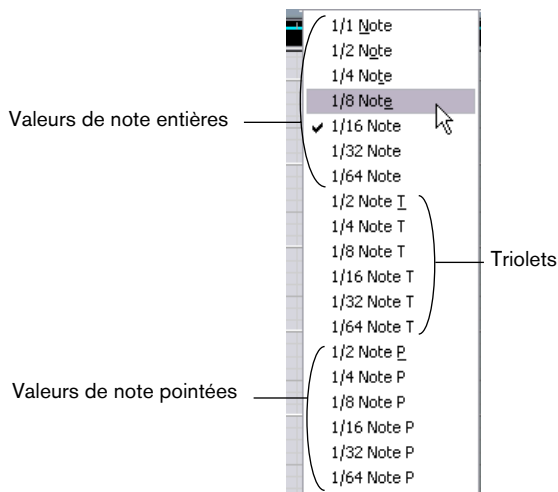 1/1 Note
1/2 Note
1/4 Note
1/8 Note
Valeurs de note entières
1/16 Note
1/32 Note
1/64 Note
1/2 Note T
1/4 Note T
1/8 Note T
Triolets
1/16 Note T
1/32 Note T
1/64 Note T
1/2 Note P
1/4 Note P
Valeurs de note pointées
1/8 Note P
1/16 Note P
1/32 Note P
1/64 Note P